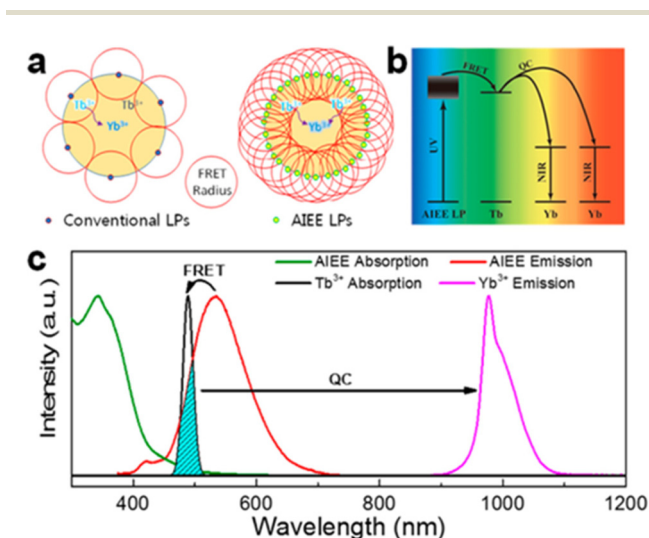 a
Tb³⁺ Tb³⁺
Yb³⁺
FRET
Radius
Conventional LPs
Tb³⁺ Tb³⁺
Yb³⁺
AIEE LPs
b
FRET QC
UV
NIR NIR
AIEE LP Tb Yb Yb
c
FRET
AIEE Absorption AIEE Emission
Tb³⁺ Absorption Yb³⁺ Emission
QC
Intensity (a.u.)
400 600 800 1000 1200
Wavelength (nm)